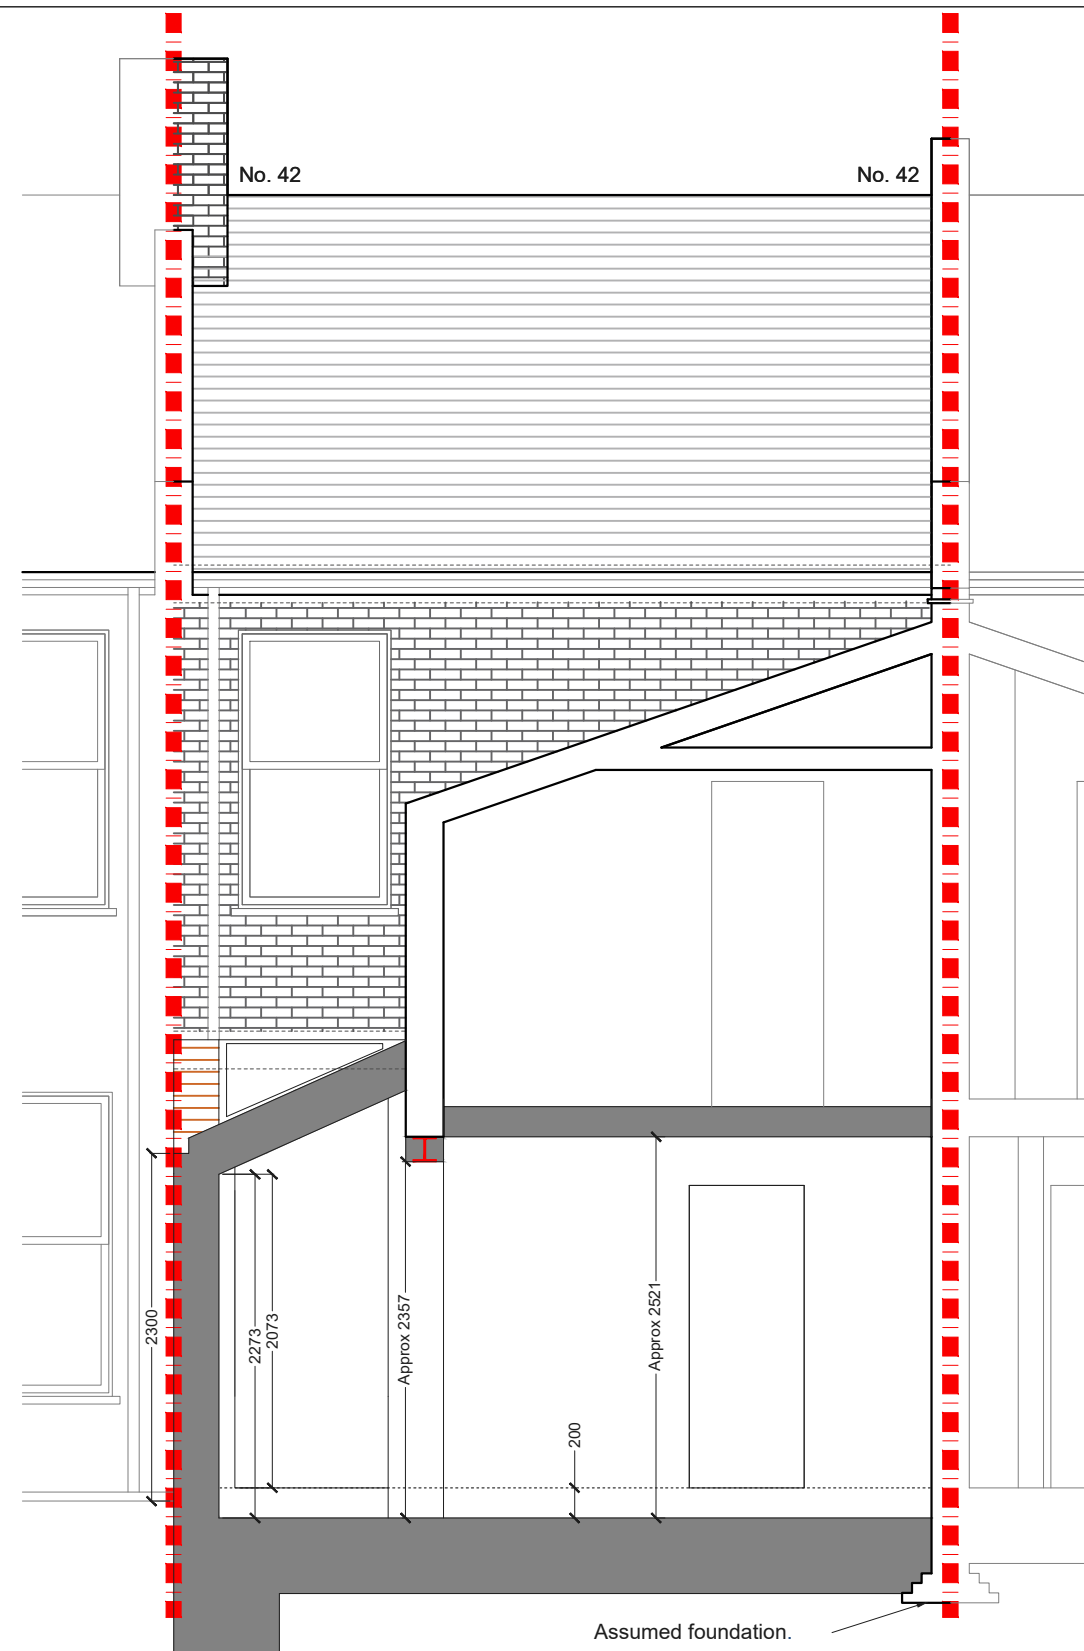 No. 42
No. 42
2300
2273
2073
Approx 2357
Approx 2521
200
Assumed foundation.